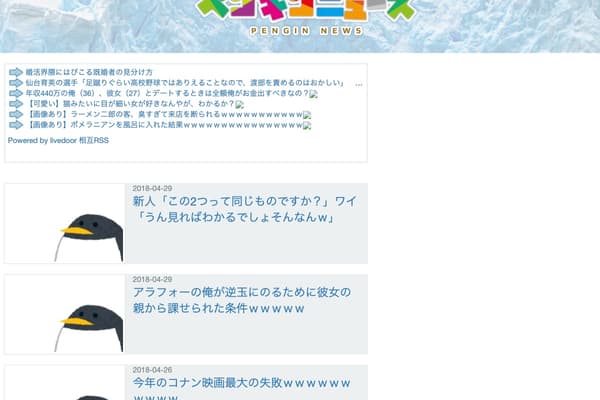 PENGIN NEWS
婚活界隈にはびこる既婚者の見分け方
仙台育英の選手「足蹴りぐらい高校野球ではありえることなので、渡部を責めるのはおかしい」 ...
年収440万の俺（36）、彼女（27）とデートするときは全額俺がお金出すべきなの？
【可愛い】猫みたいに目が細い女が好きなんやが、わかるか？
【画像あり】ラーメン二郎の客、臭すぎて来店を断られるｗｗｗｗｗｗｗｗｗｗｗ
【画像あり】ポメラニアンを風呂に入れた結果ｗｗｗｗｗｗｗｗｗｗｗｗｗｗｗｗ
Powered by livedoor 相互RSS
2018-04-29
新人「この2つって同じものですか？」ワイ
「うん見ればわかるでしょそんなんｗ」
2018-04-29
アラフォーの俺が逆玉にのるために彼女の
親から課せられた条件ｗｗｗｗｗ
2018-04-26
今年のコナン映画最大の失敗ｗｗｗｗｗｗ
ｗｗｗｗ